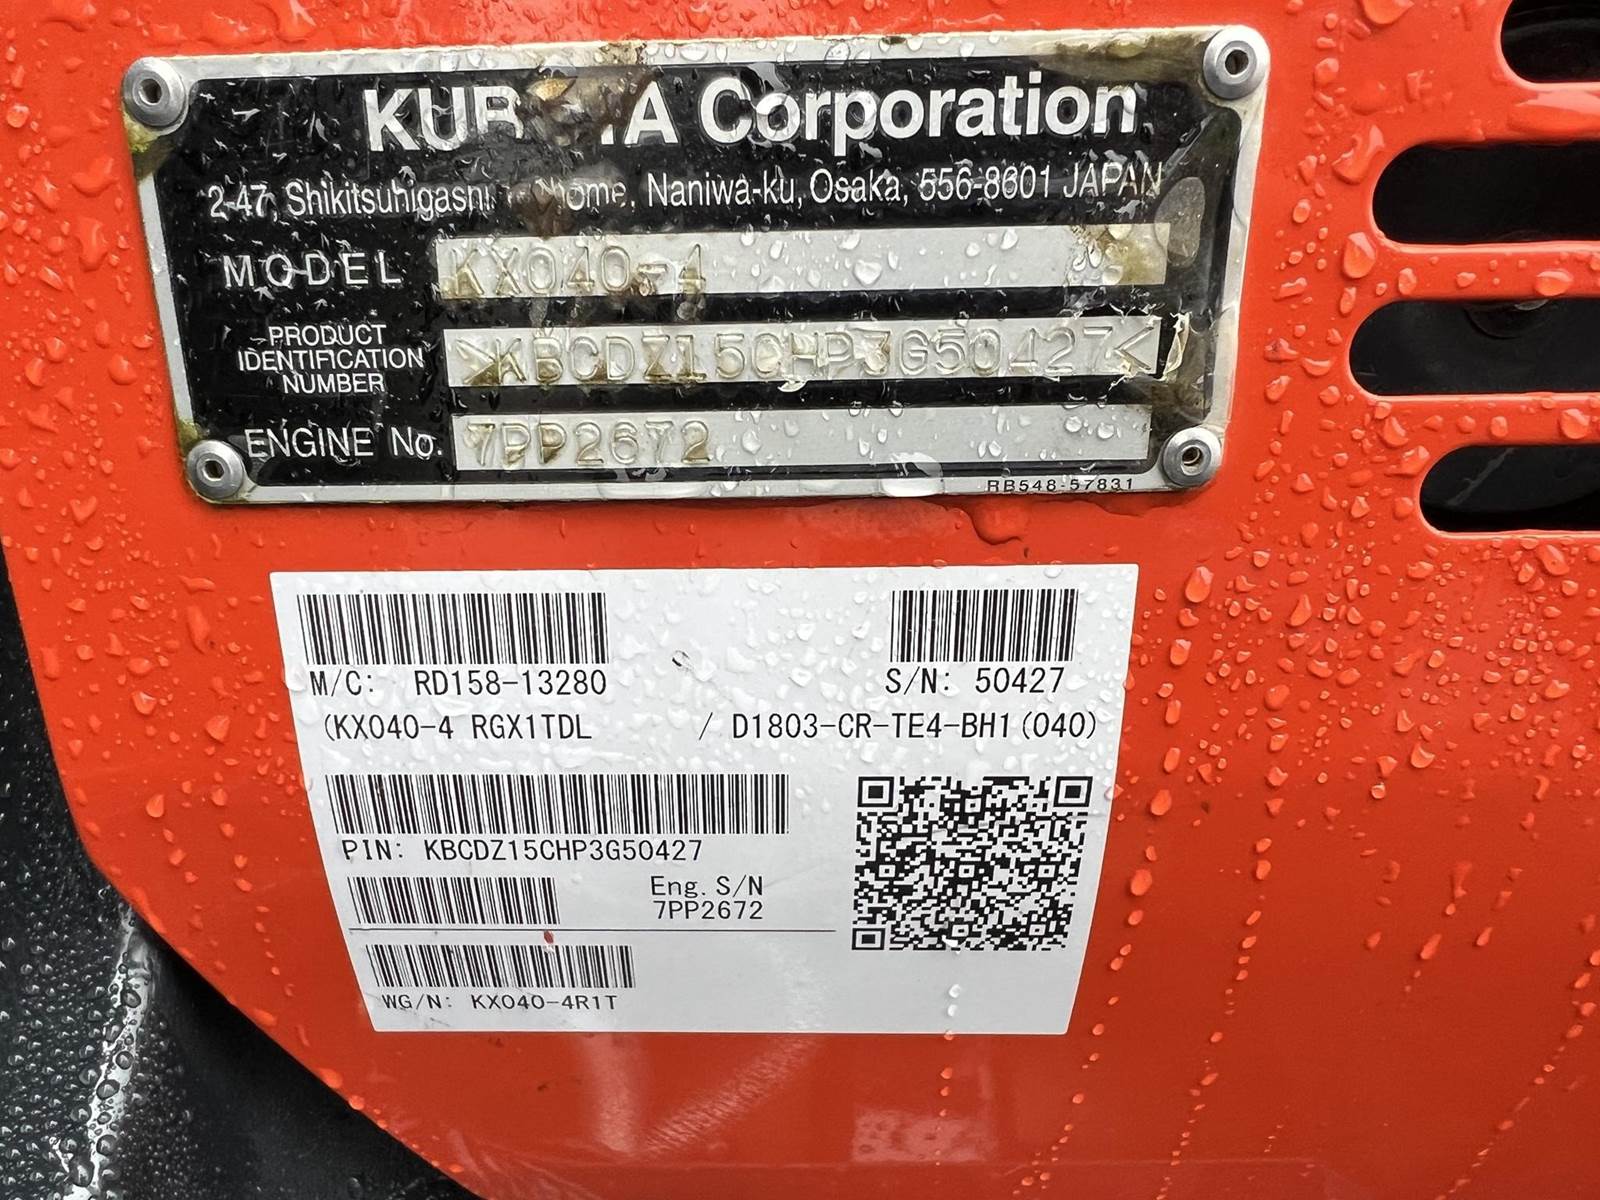 KUB TA Corporation
2-47, Shikitsuhigashi, Naniwa-ku, Osaka, 556-8601 JAPAN
MODEL KX040-4
PRODUCT
IDENTIFICATION
NUMBER
>KBCDZ15CHP3G50427<
ENGINE No. 7PP2672
RB548-57831
M/C: RD158-13280 S/N: 50427
(KX040-4 RGX1TDL / D1803-CR-TE4-BH1(040)
PIN: KBCDZ15CHP3G50427
Eng. S/N
7PP2672
WG/N: KX040-4R1T